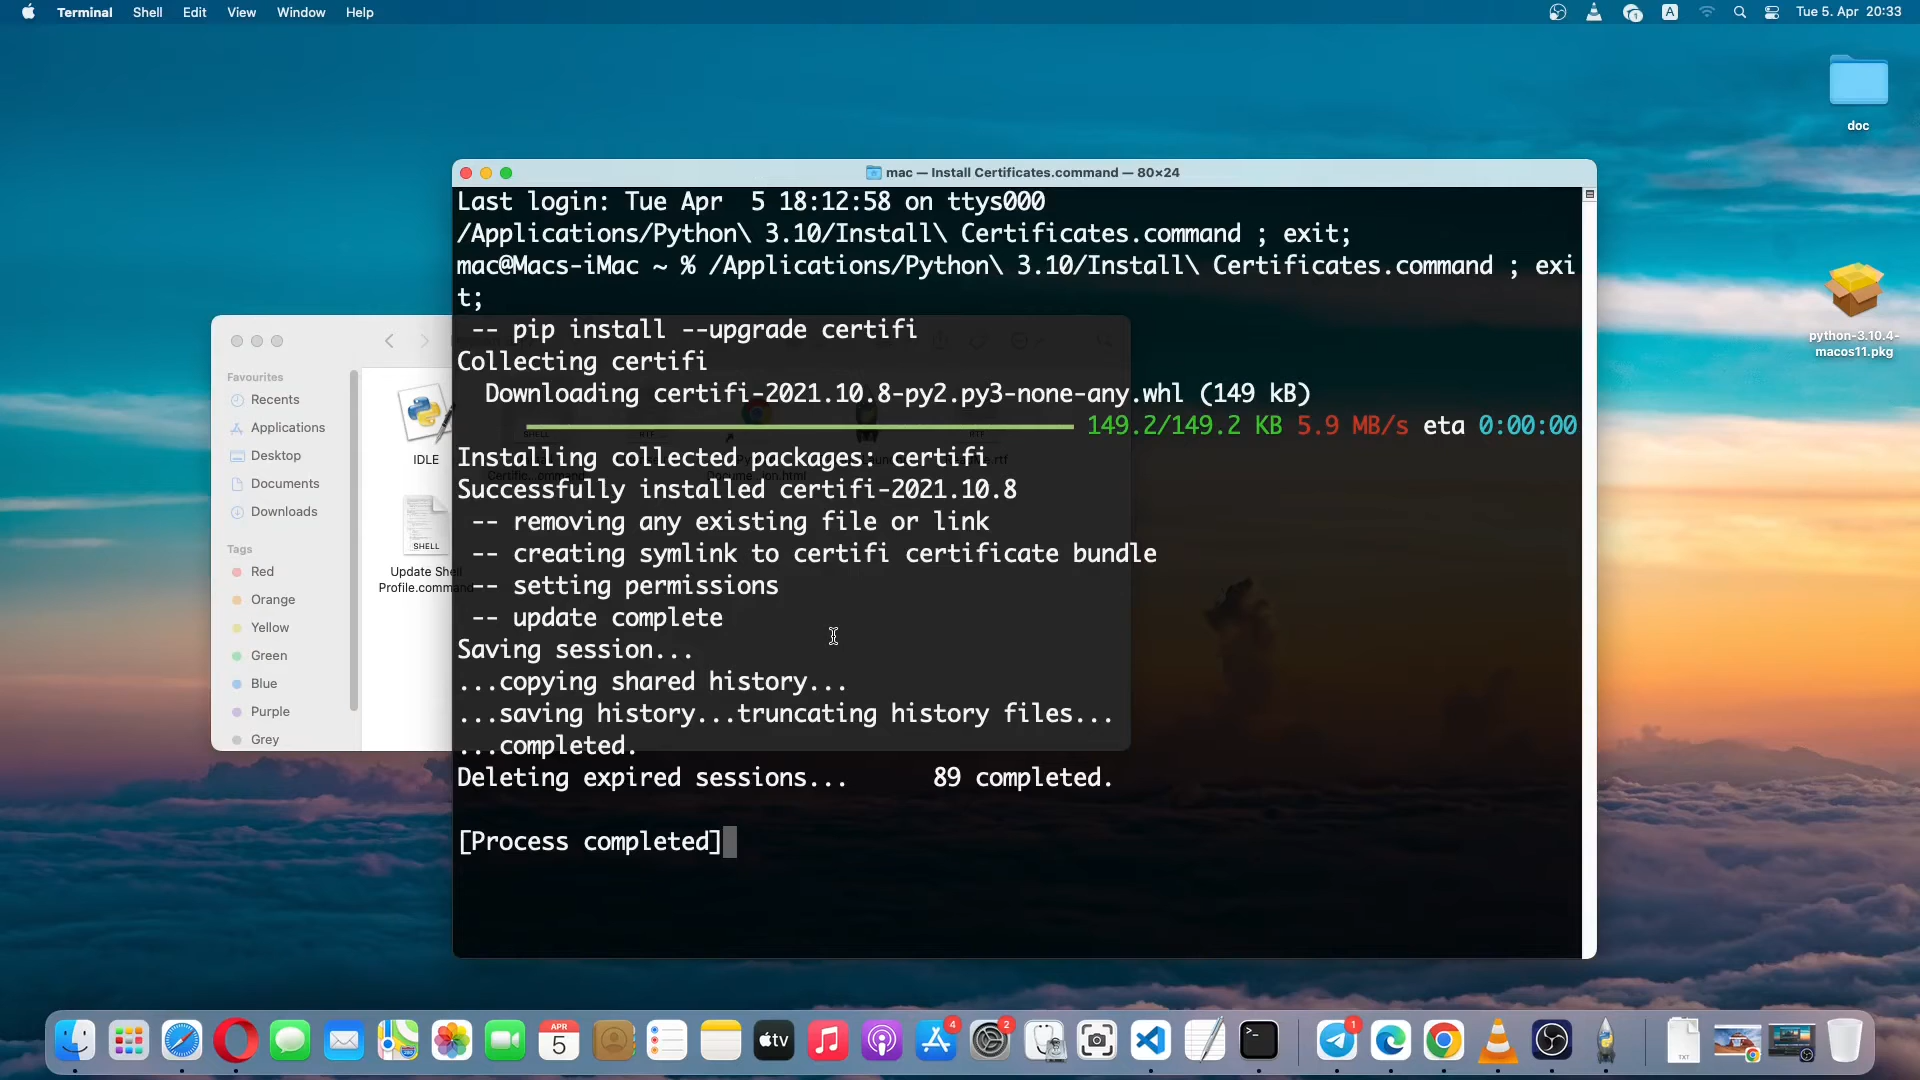 Terminal Shell Edit View Window Help
A Tue 5. Apr 20:33
doc
python-3.10.4-
macos11.pkg
mac — Install Certificates.command — 80×24
Last login: Tue Apr  5 18:12:58 on ttys000
/Applications/Python\ 3.10/Install\ Certificates.command ; exit;
mac@Macs-iMac ~ % /Applications/Python\ 3.10/Install\ Certificates.command ; exi
t;
 -- pip install --upgrade certifi
Collecting certifi
  Downloading certifi-2021.10.8-py2.py3-none-any.whl (149 kB)
149.2/149.2 KB 5.9 MB/s eta 0:00:00
Installing collected packages: certifi
Successfully installed certifi-2021.10.8
 -- removing any existing file or link
 -- creating symlink to certifi certificate bundle
 -- setting permissions
 -- update complete
Saving session...
...copying shared history...
...saving history...truncating history files...
...completed.
Deleting expired sessions...      89 completed.
[Process completed]
Favourites
Recents
Applications
Desktop
Documents
Downloads
Tags
Red
Orange
Yellow
Green
Blue
Purple
Grey
IDLE
SHELL
Update Shell
Profile.command
APR
5
tv
4
2
1
TXT